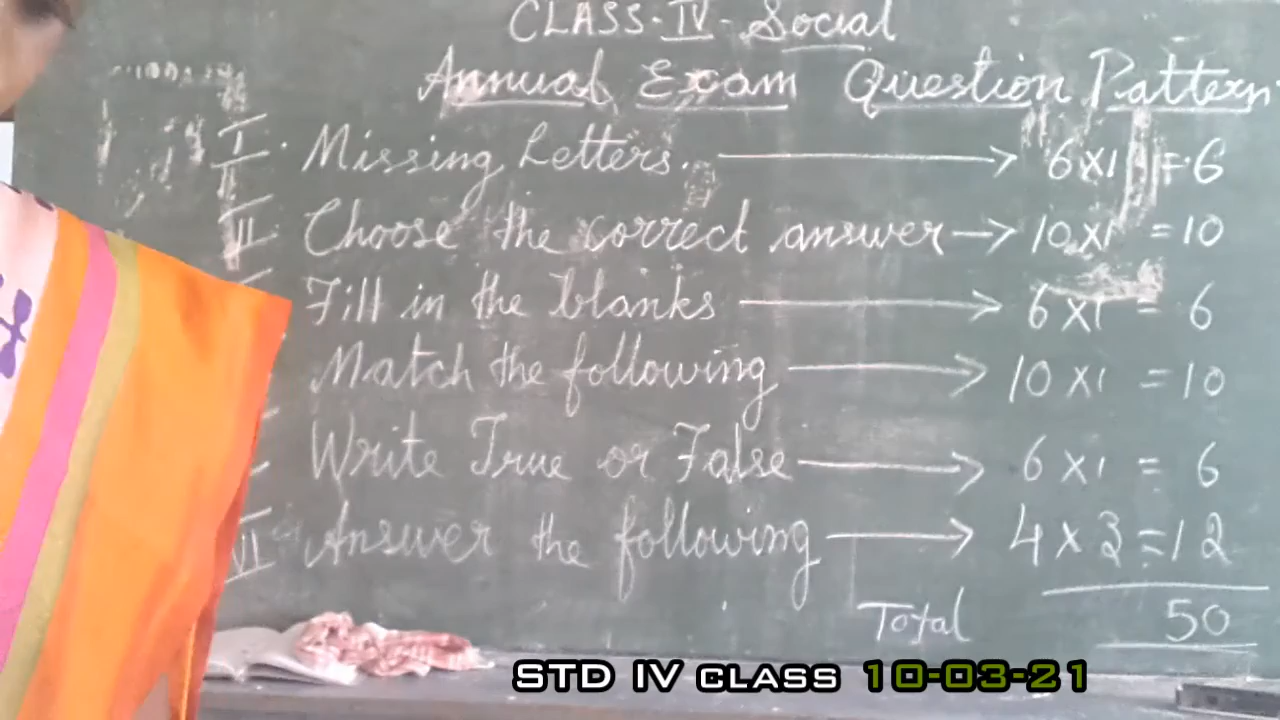 CLASS-IV-Social
Annual Exam Question Pattern
I. Missing Letters. → 6x1 = 6
II. Choose the correct answer → 10x1 = 10
Fill in the blanks → 6x1 = 6
Match the following → 10x1 = 10
Write True or False → 6x1 = 6
VI Answer the following → 4x3 = 12
Total 50
STD IV CLASS 10-03-21